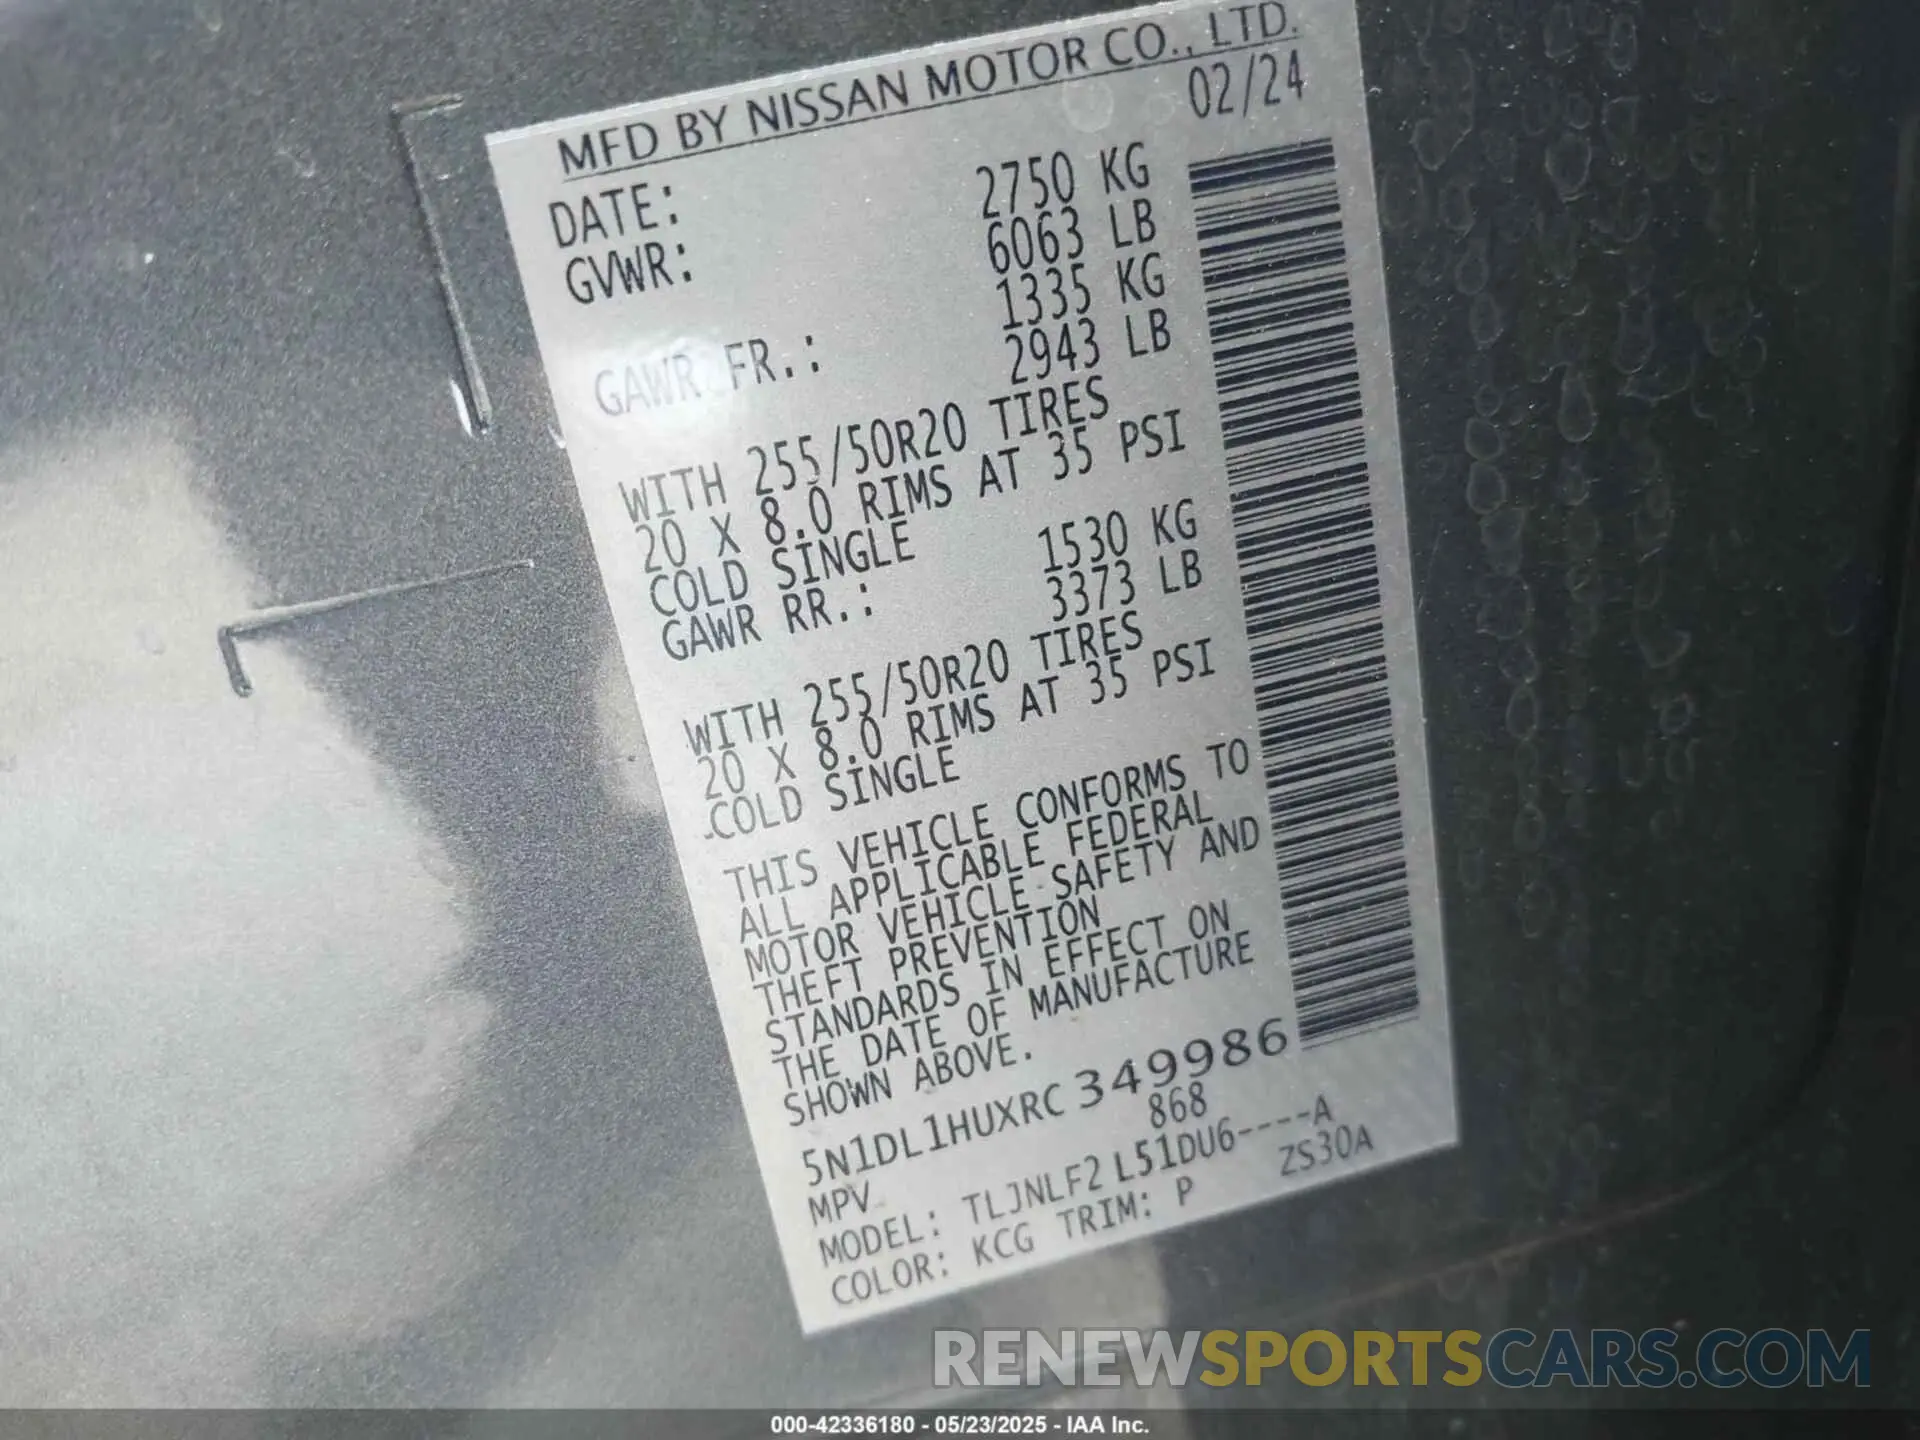 MFD BY NISSAN MOTOR CO., LTD.
DATE: 02/24
GVWR: 2750 KG
6063 LB
GAWR FR.: 1335 KG
2943 LB
WITH 255/50R20 TIRES
20 X 8.0 RIMS AT 35 PSI
COLD SINGLE
GAWR RR.: 1530 KG
3373 LB
WITH 255/50R20 TIRES
20 X 8.0 RIMS AT 35 PSI
COLD SINGLE
THIS VEHICLE CONFORMS TO
ALL APPLICABLE FEDERAL
MOTOR VEHICLE SAFETY AND
THEFT PREVENTION
STANDARDS IN EFFECT ON
THE DATE OF MANUFACTURE
SHOWN ABOVE.
5N1DL1HUXRC349986
MPV 868
MODEL: TLJNLF2 L51DU6----A
COLOR: KCG TRIM: P ZS30A
RENEWSPORTSCARS.COM
000-42336180 - 05/23/2025 - IAA Inc.